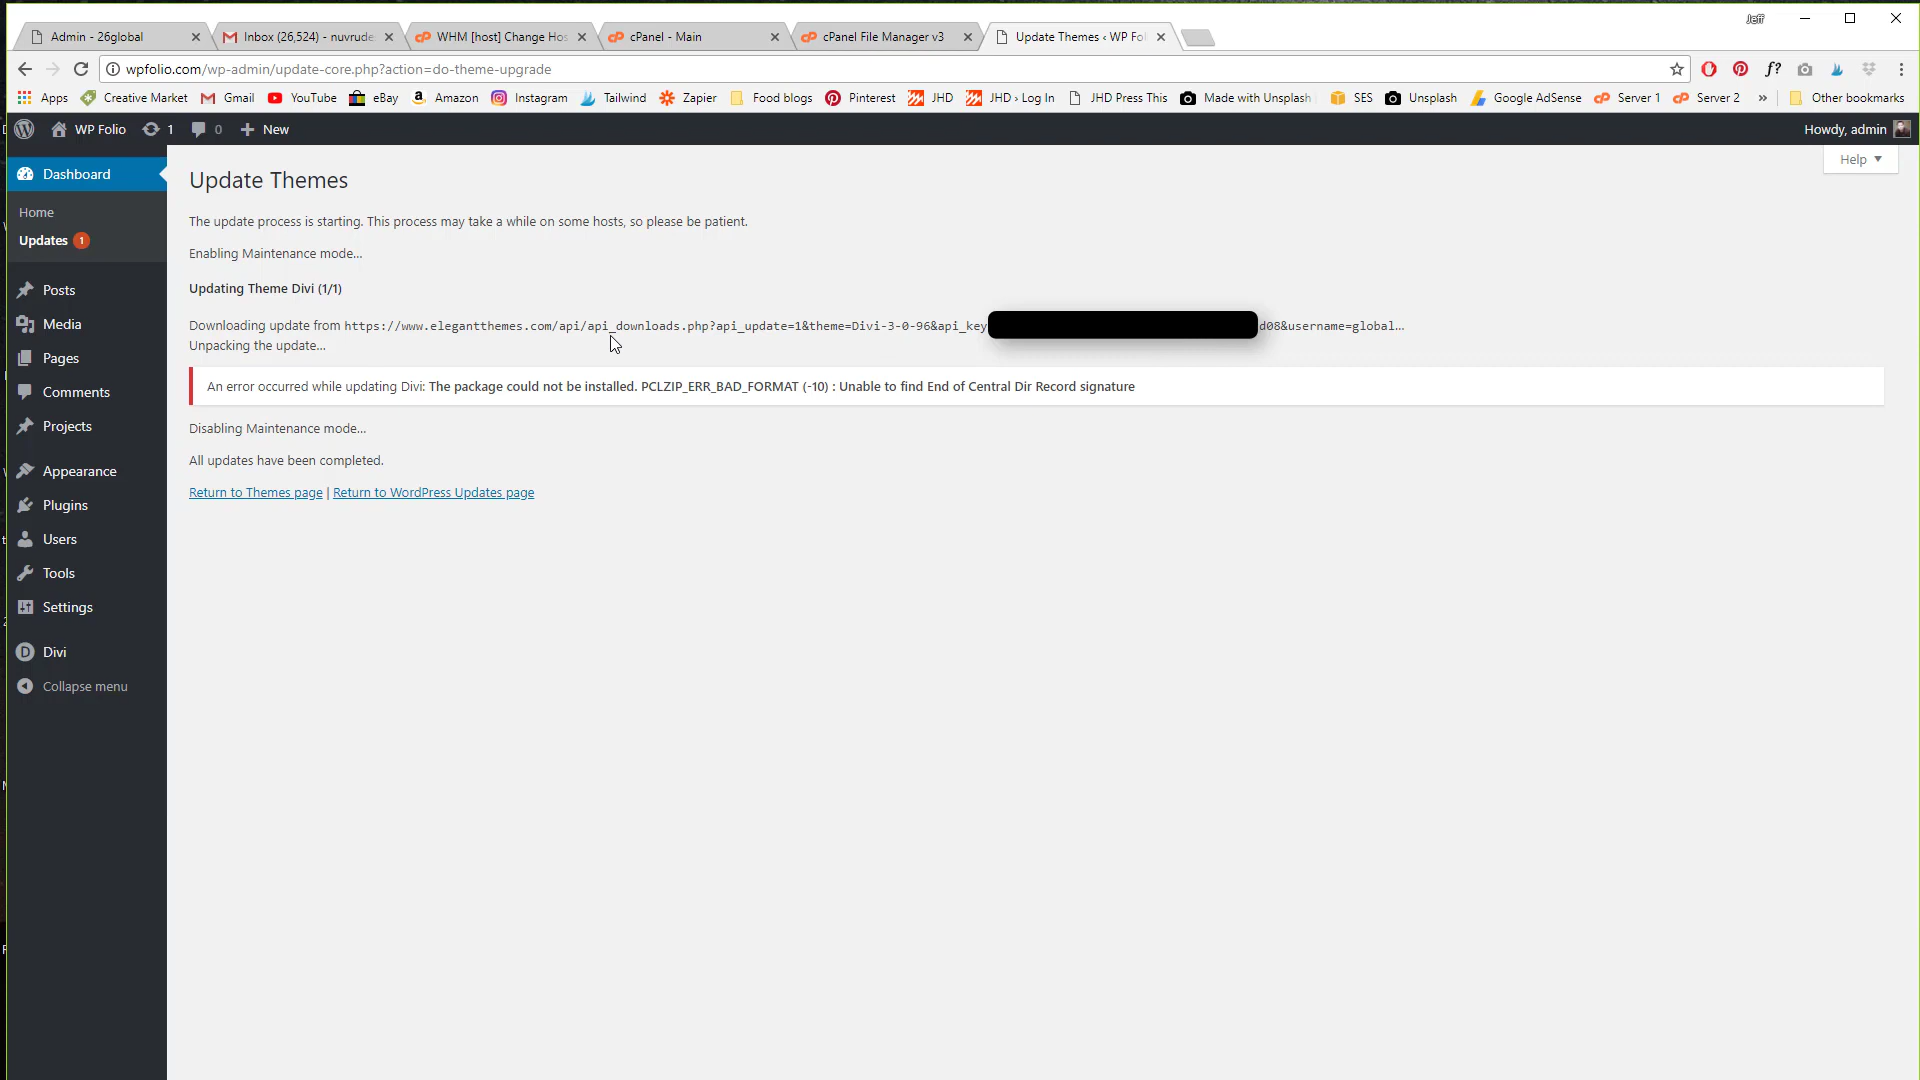 Jeff
Admin - 26global
Inbox (26,524) - nuvrude
WHM [host] Change Hos
cPanel - Main
cPanel File Manager v3
Update Themes ‹ WP Fol
wpfolio.com/wp-admin/update-core.php?action=do-theme-upgrade
Apps Creative Market Gmail YouTube eBay Amazon Instagram Tailwind Zapier Food blogs Pinterest JHD JHD › Log In JHD Press This Made with Unsplash SES Unsplash Google AdSense Server 1 Server 2 » Other bookmarks
WP Folio 1 0 + New Howdy, admin
Help
Dashboard
Home
Updates 1
Posts
Media
Pages
Comments
Projects
Appearance
Plugins
Users
Tools
Settings
Divi
Collapse menu
Update Themes
The update process is starting. This process may take a while on some hosts, so please be patient.
Enabling Maintenance mode...
Updating Theme Divi (1/1)
Downloading update from https://www.elegantthemes.com/api/api_downloads.php?api_update=1&theme=Divi-3-0-96&api_key d08&username=global...
Unpacking the update...
An error occurred while updating Divi: The package could not be installed. PCLZIP_ERR_BAD_FORMAT (-10) : Unable to find End of Central Dir Record signature
Disabling Maintenance mode...
All updates have been completed.
Return to Themes page | Return to WordPress Updates page